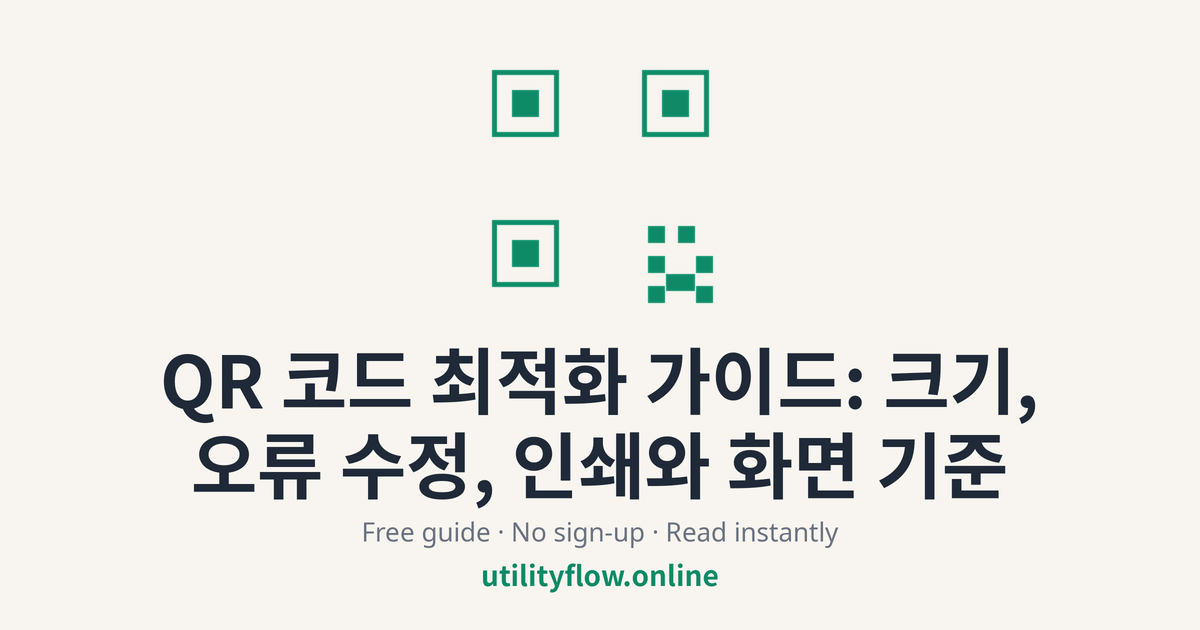 QR 코드 최적화 가이드: 크기,
오류 수정, 인쇄와 화면 기준
Free guide · No sign-up · Read instantly
utilityflow.online